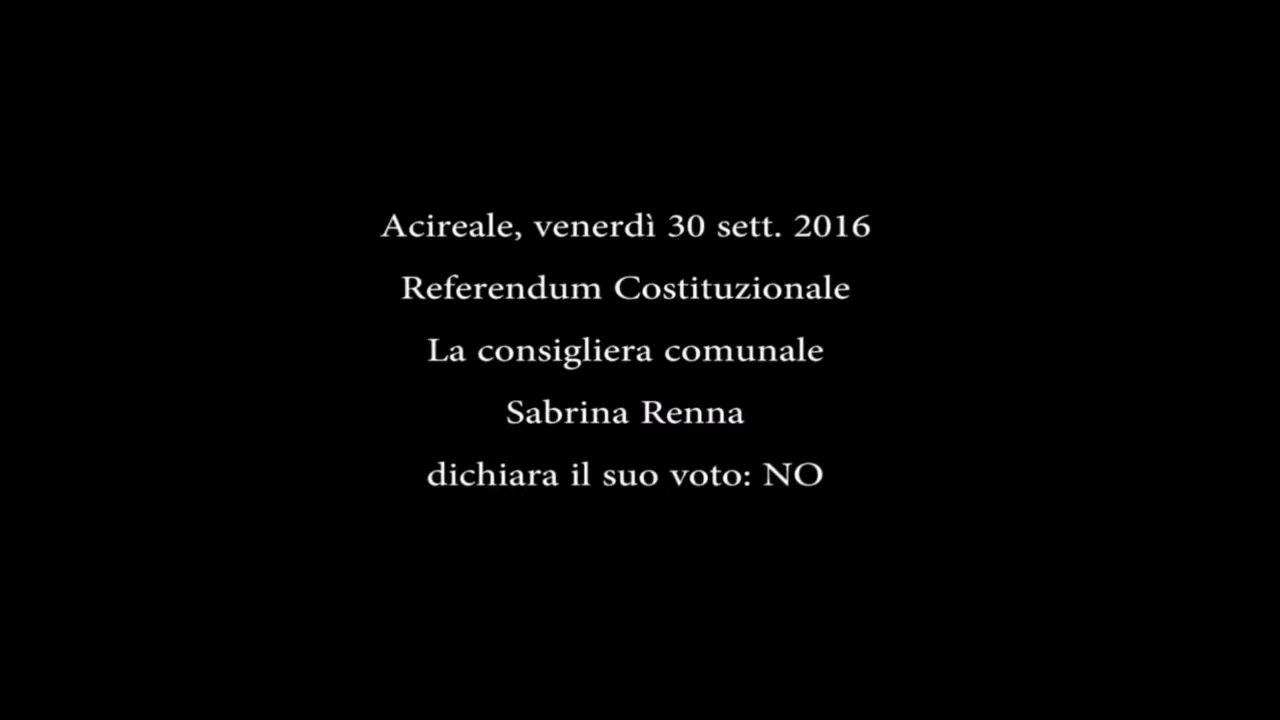 Acireale, venerdì 30 sett. 2016
Referendum Costituzionale
La consigliera comunale
Sabrina Renna
dichiara il suo voto: NO